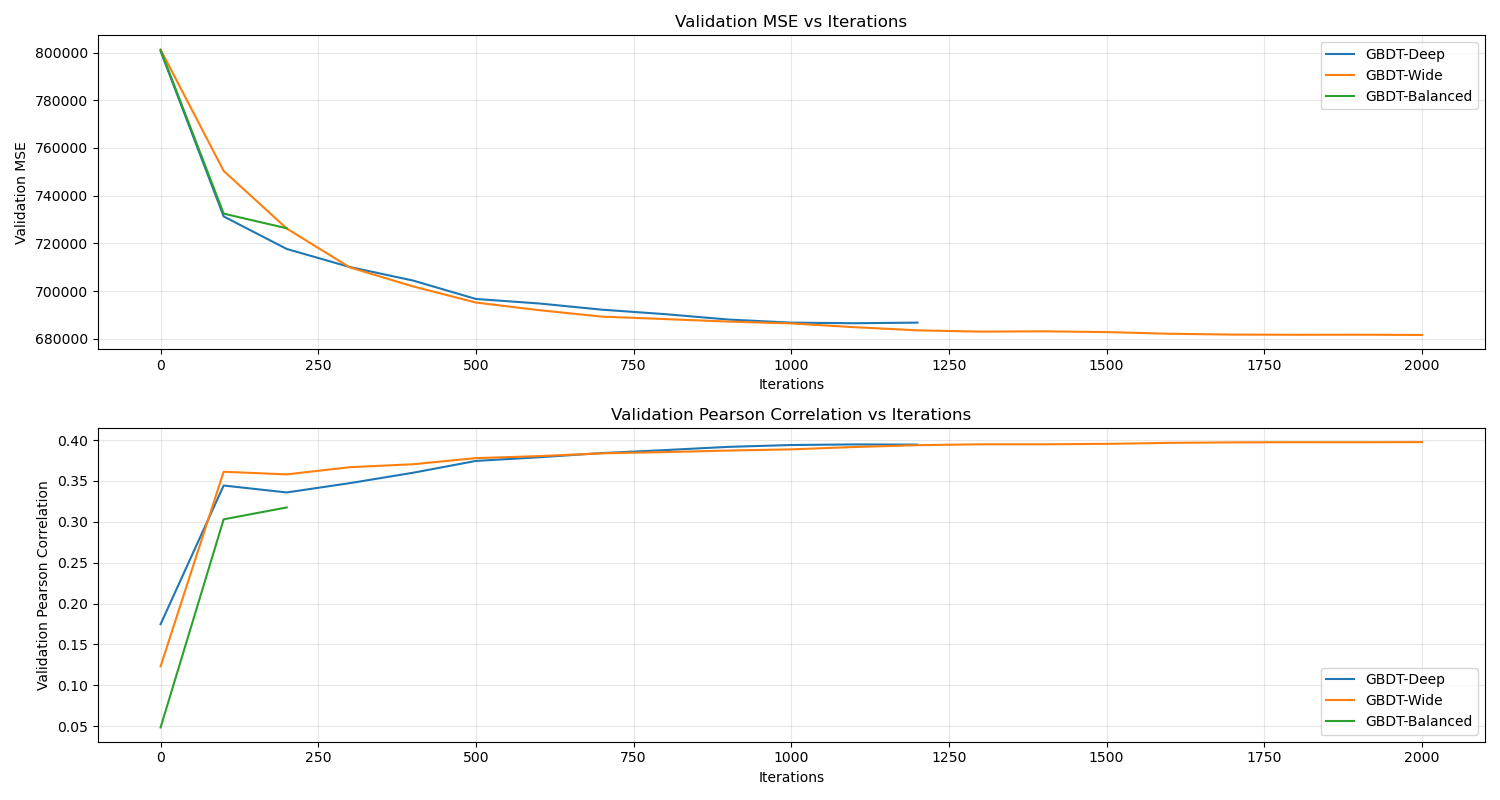 Validation MSE vs Iterations
800000
780000
760000
740000
720000
700000
680000
Validation MSE
GBDT-Deep
GBDT-Wide
GBDT-Balanced
0 250 500 750 1000 1250 1500 1750 2000
Iterations
Validation Pearson Correlation vs Iterations
0.40
0.35
0.30
0.25
0.20
0.15
0.10
0.05
Validation Pearson Correlation
GBDT-Deep
GBDT-Wide
GBDT-Balanced
0 250 500 750 1000 1250 1500 1750 2000
Iterations